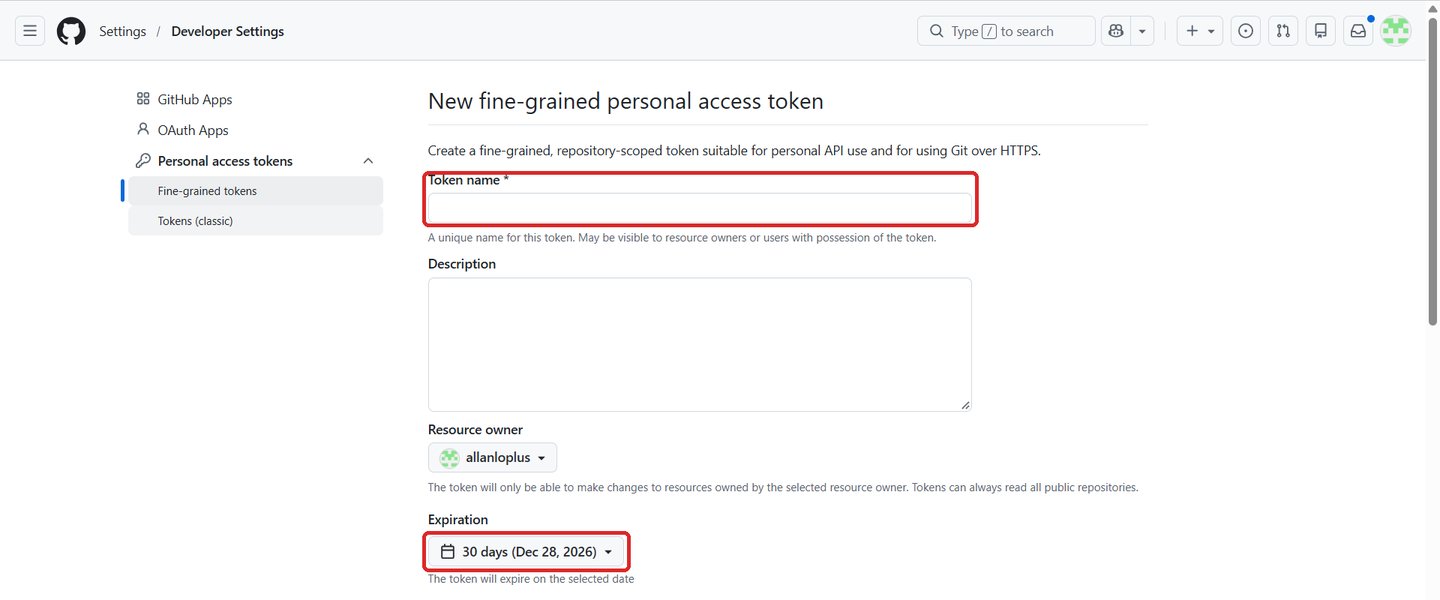 Settings / Developer Settings
Type / to search
GitHub Apps
OAuth Apps
Personal access tokens
Fine-grained tokens
Tokens (classic)
New fine-grained personal access token
Create a fine-grained, repository-scoped token suitable for personal API use and for using Git over HTTPS.
Token name *
A unique name for this token. May be visible to resource owners or users with possession of the token.
Description
Resource owner
allanloplus
The token will only be able to make changes to resources owned by the selected resource owner. Tokens can always read all public repositories.
Expiration
30 days (Dec 28, 2026)
The token will expire on the selected date